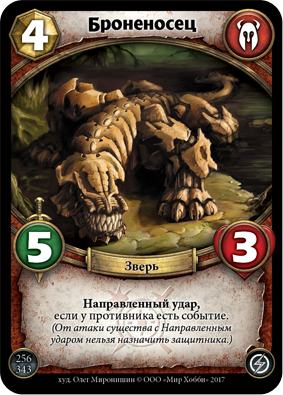 4
Броненосец
5
3
Зверь
Направленный удар,
если у противника есть событие.
(От атаки существа с Направленным
ударом нельзя назначить защитника.)
256
343
худ. Олег Миронишин © ООО «Мир Хобби» 2017